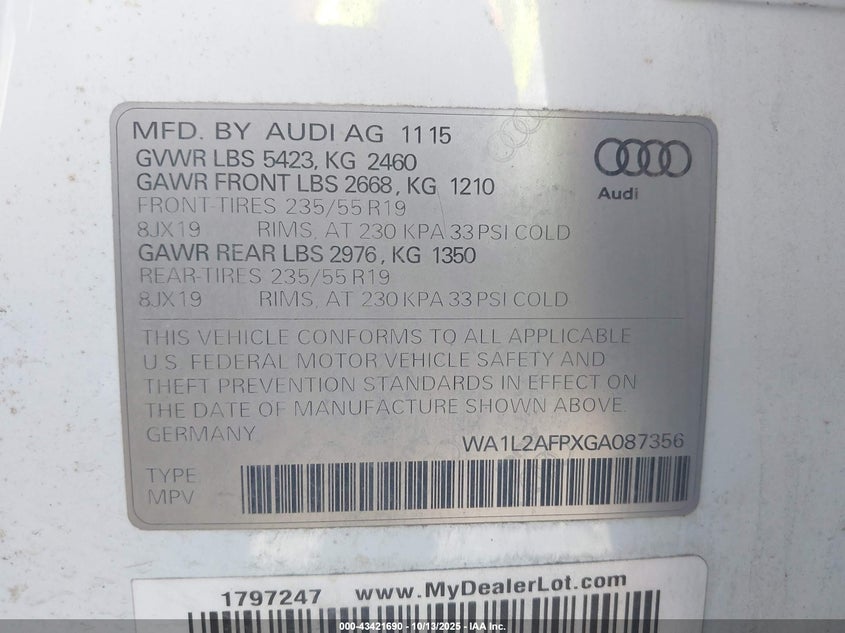 MFD. BY AUDI AG 11 15
GVWR LBS 5423, KG 2460
GAWR FRONT LBS 2668, KG 1210
FRONT-TIRES 235/55 R19
8JX19 RIMS, AT 230 KPA 33 PSI COLD
GAWR REAR LBS 2976, KG 1350
REAR-TIRES 235/55 R19
8JX19 RIMS, AT 230 KPA 33 PSI COLD
Audi
THIS VEHICLE CONFORMS TO ALL APPLICABLE
U.S. FEDERAL MOTOR VEHICLE SAFETY AND
THEFT PREVENTION STANDARDS IN EFFECT ON
THE DATE OF MANUFACTURE SHOWN ABOVE.
GERMANY
WA1L2AFPXGA087356
TYPE
MPV
1797247 www.MyDealerLot.com
000-43421690 - 10/13/2025 - IAA Inc.